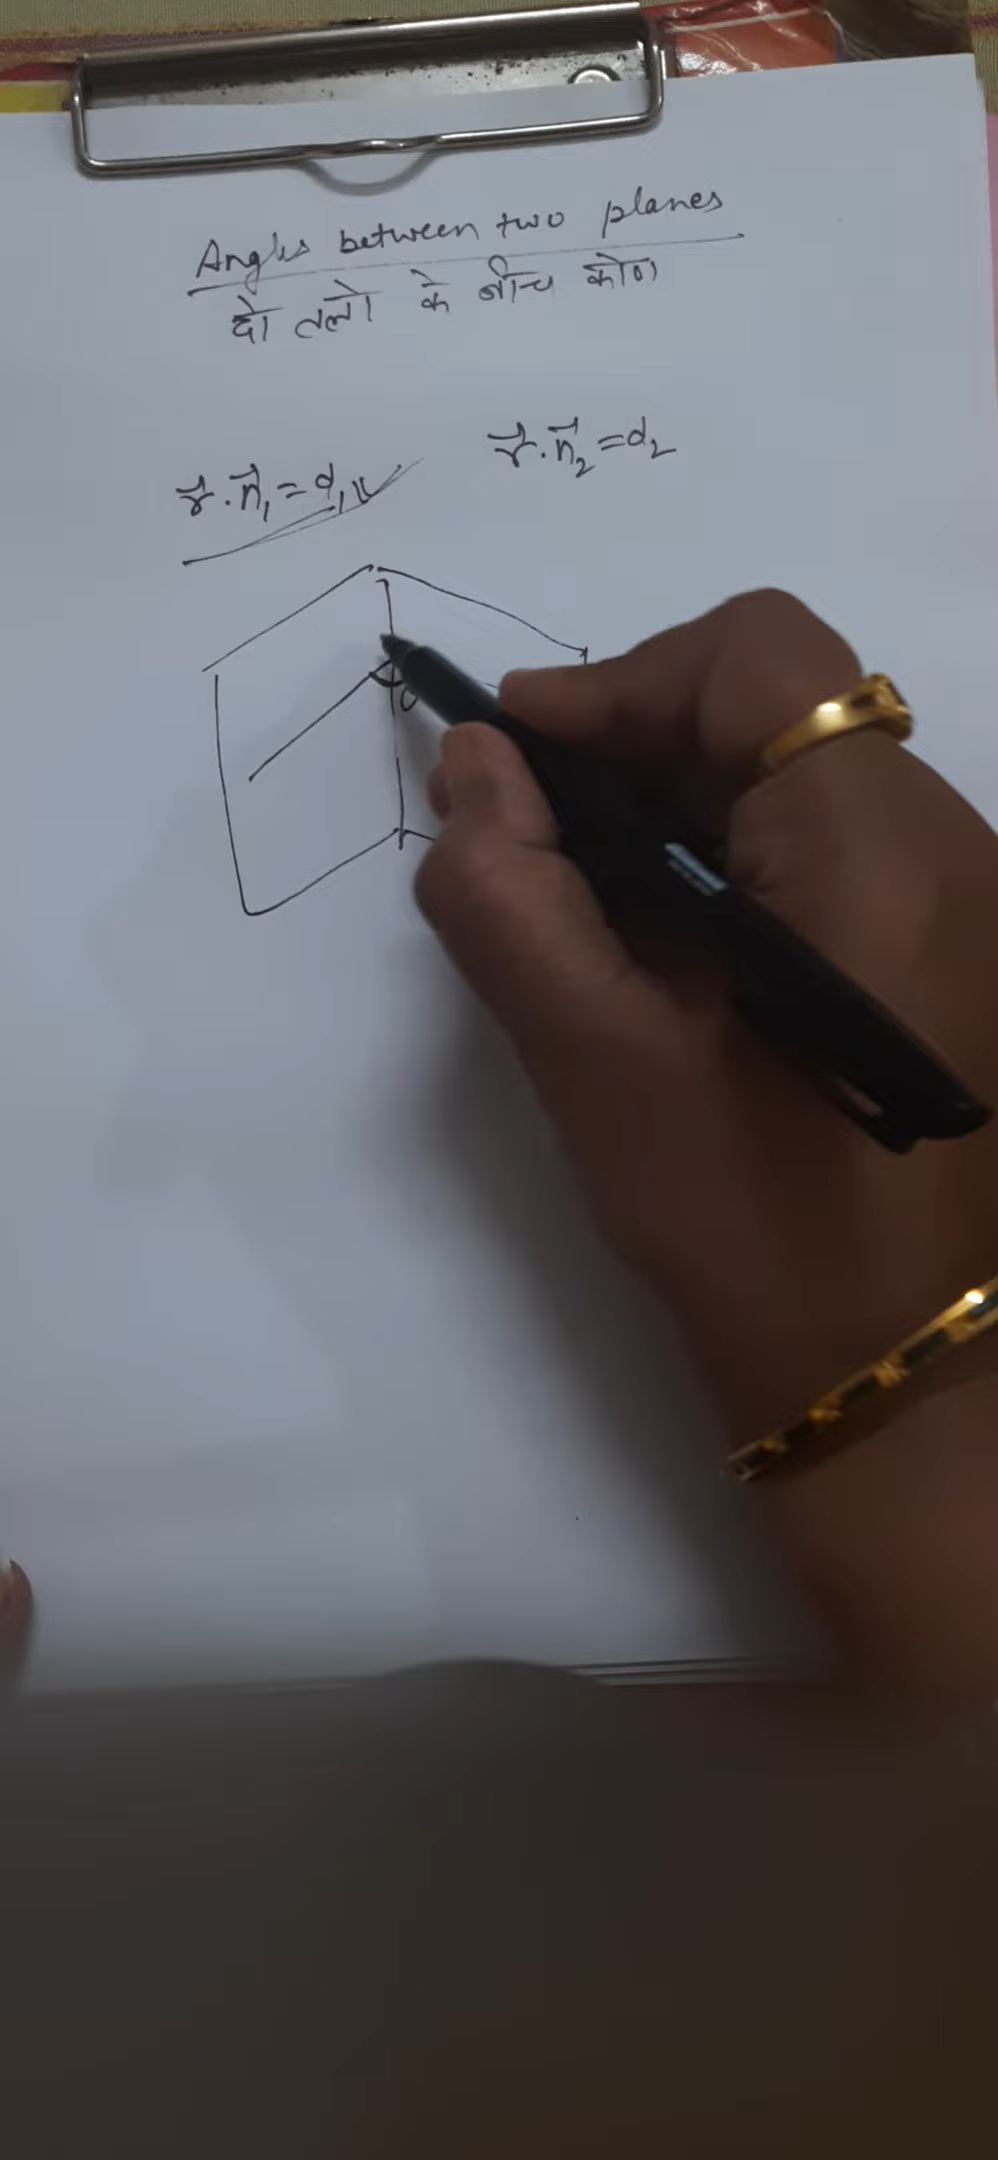 Angles between two planes
दो तलो के बीच कोण
r⃗.n⃗₁=d₁ r⃗.n⃗₂=d₂
θ